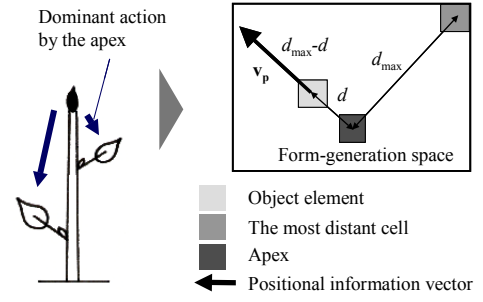 Dominant action
by the apex
d_max-d
d_max
v_p
d
Form-generation space
Object element
The most distant cell
Apex
Positional information vector